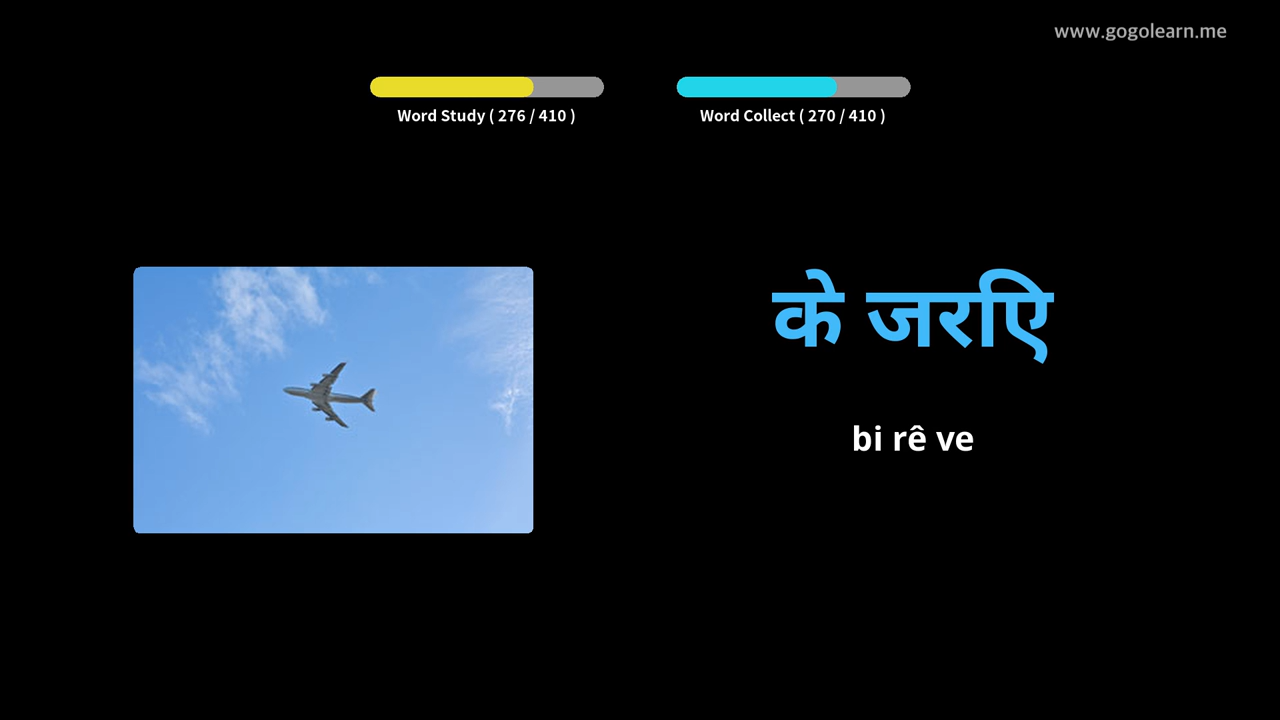 www.gogolearn.me
Word Study ( 276 / 410 )
Word Collect ( 270 / 410 )
के जरिए
bi rê ve